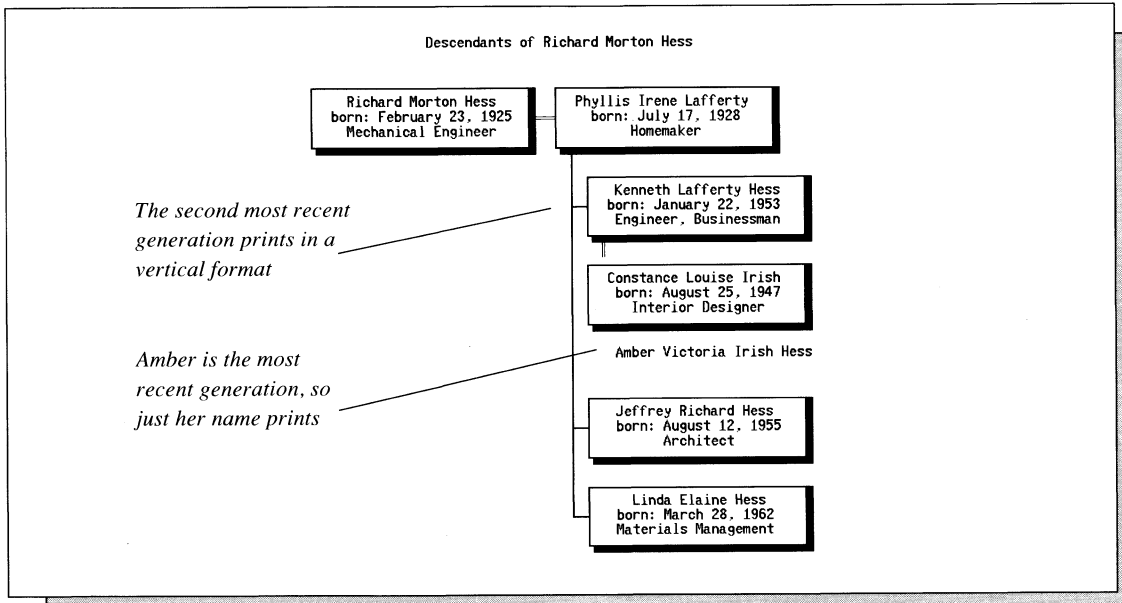 Descendants of Richard Morton Hess
Richard Morton Hess
born: February 23, 1925
Mechanical Engineer
Phyllis Irene Lafferty
born: July 17, 1928
Homemaker
Kenneth Lafferty Hess
born: January 22, 1953
Engineer, Businessman
The second most recent
generation prints in a
vertical format
Constance Louise Irish
born: August 25, 1947
Interior Designer
Amber Victoria Irish Hess
Amber is the most
recent generation, so
just her name prints
Jeffrey Richard Hess
born: August 12, 1955
Architect
Linda Elaine Hess
born: March 28, 1962
Materials Management